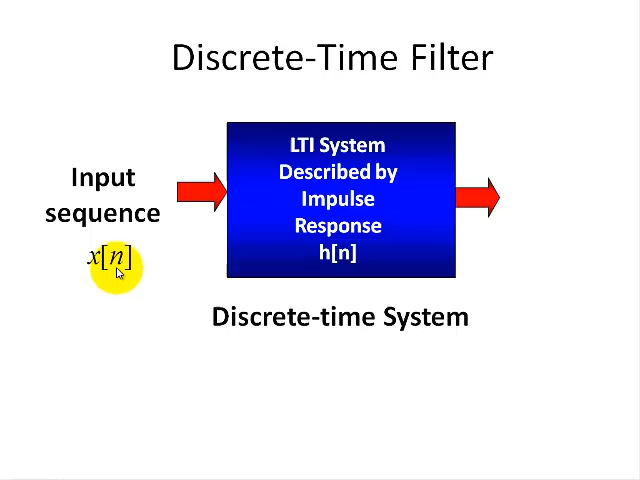 Discrete-Time Filter
Input
sequence
x[n]
LTI System
Described by
Impulse
Response
h[n]
Discrete-time System